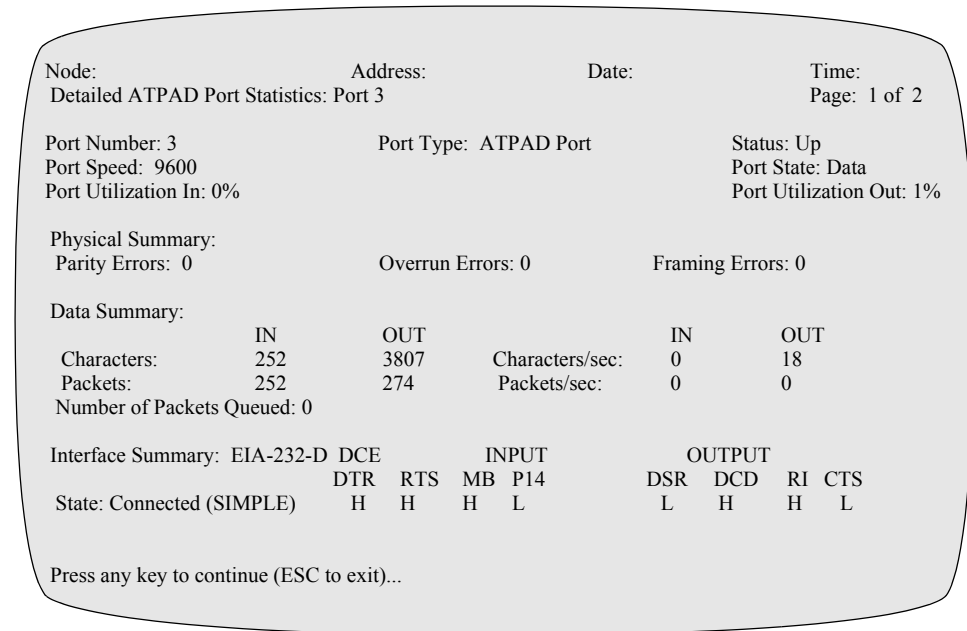 Node: Address: Date: Time:
Detailed ATPAD Port Statistics: Port 3 Page: 1 of 2
Port Number: 3 Port Type: ATPAD Port Status: Up
Port Speed: 9600 Port State: Data
Port Utilization In: 0% Port Utilization Out: 1%
Physical Summary:
Parity Errors: 0 Overrun Errors: 0 Framing Errors: 0
Data Summary:
IN OUT IN OUT
Characters: 252 3807 Characters/sec: 0 18
Packets: 252 274 Packets/sec: 0 0
Number of Packets Queued: 0
Interface Summary: EIA-232-D DCE INPUT OUTPUT
DTR RTS MB P14 DSR DCD RI CTS
State: Connected (SIMPLE) H H H L L H H L
Press any key to continue (ESC to exit)...